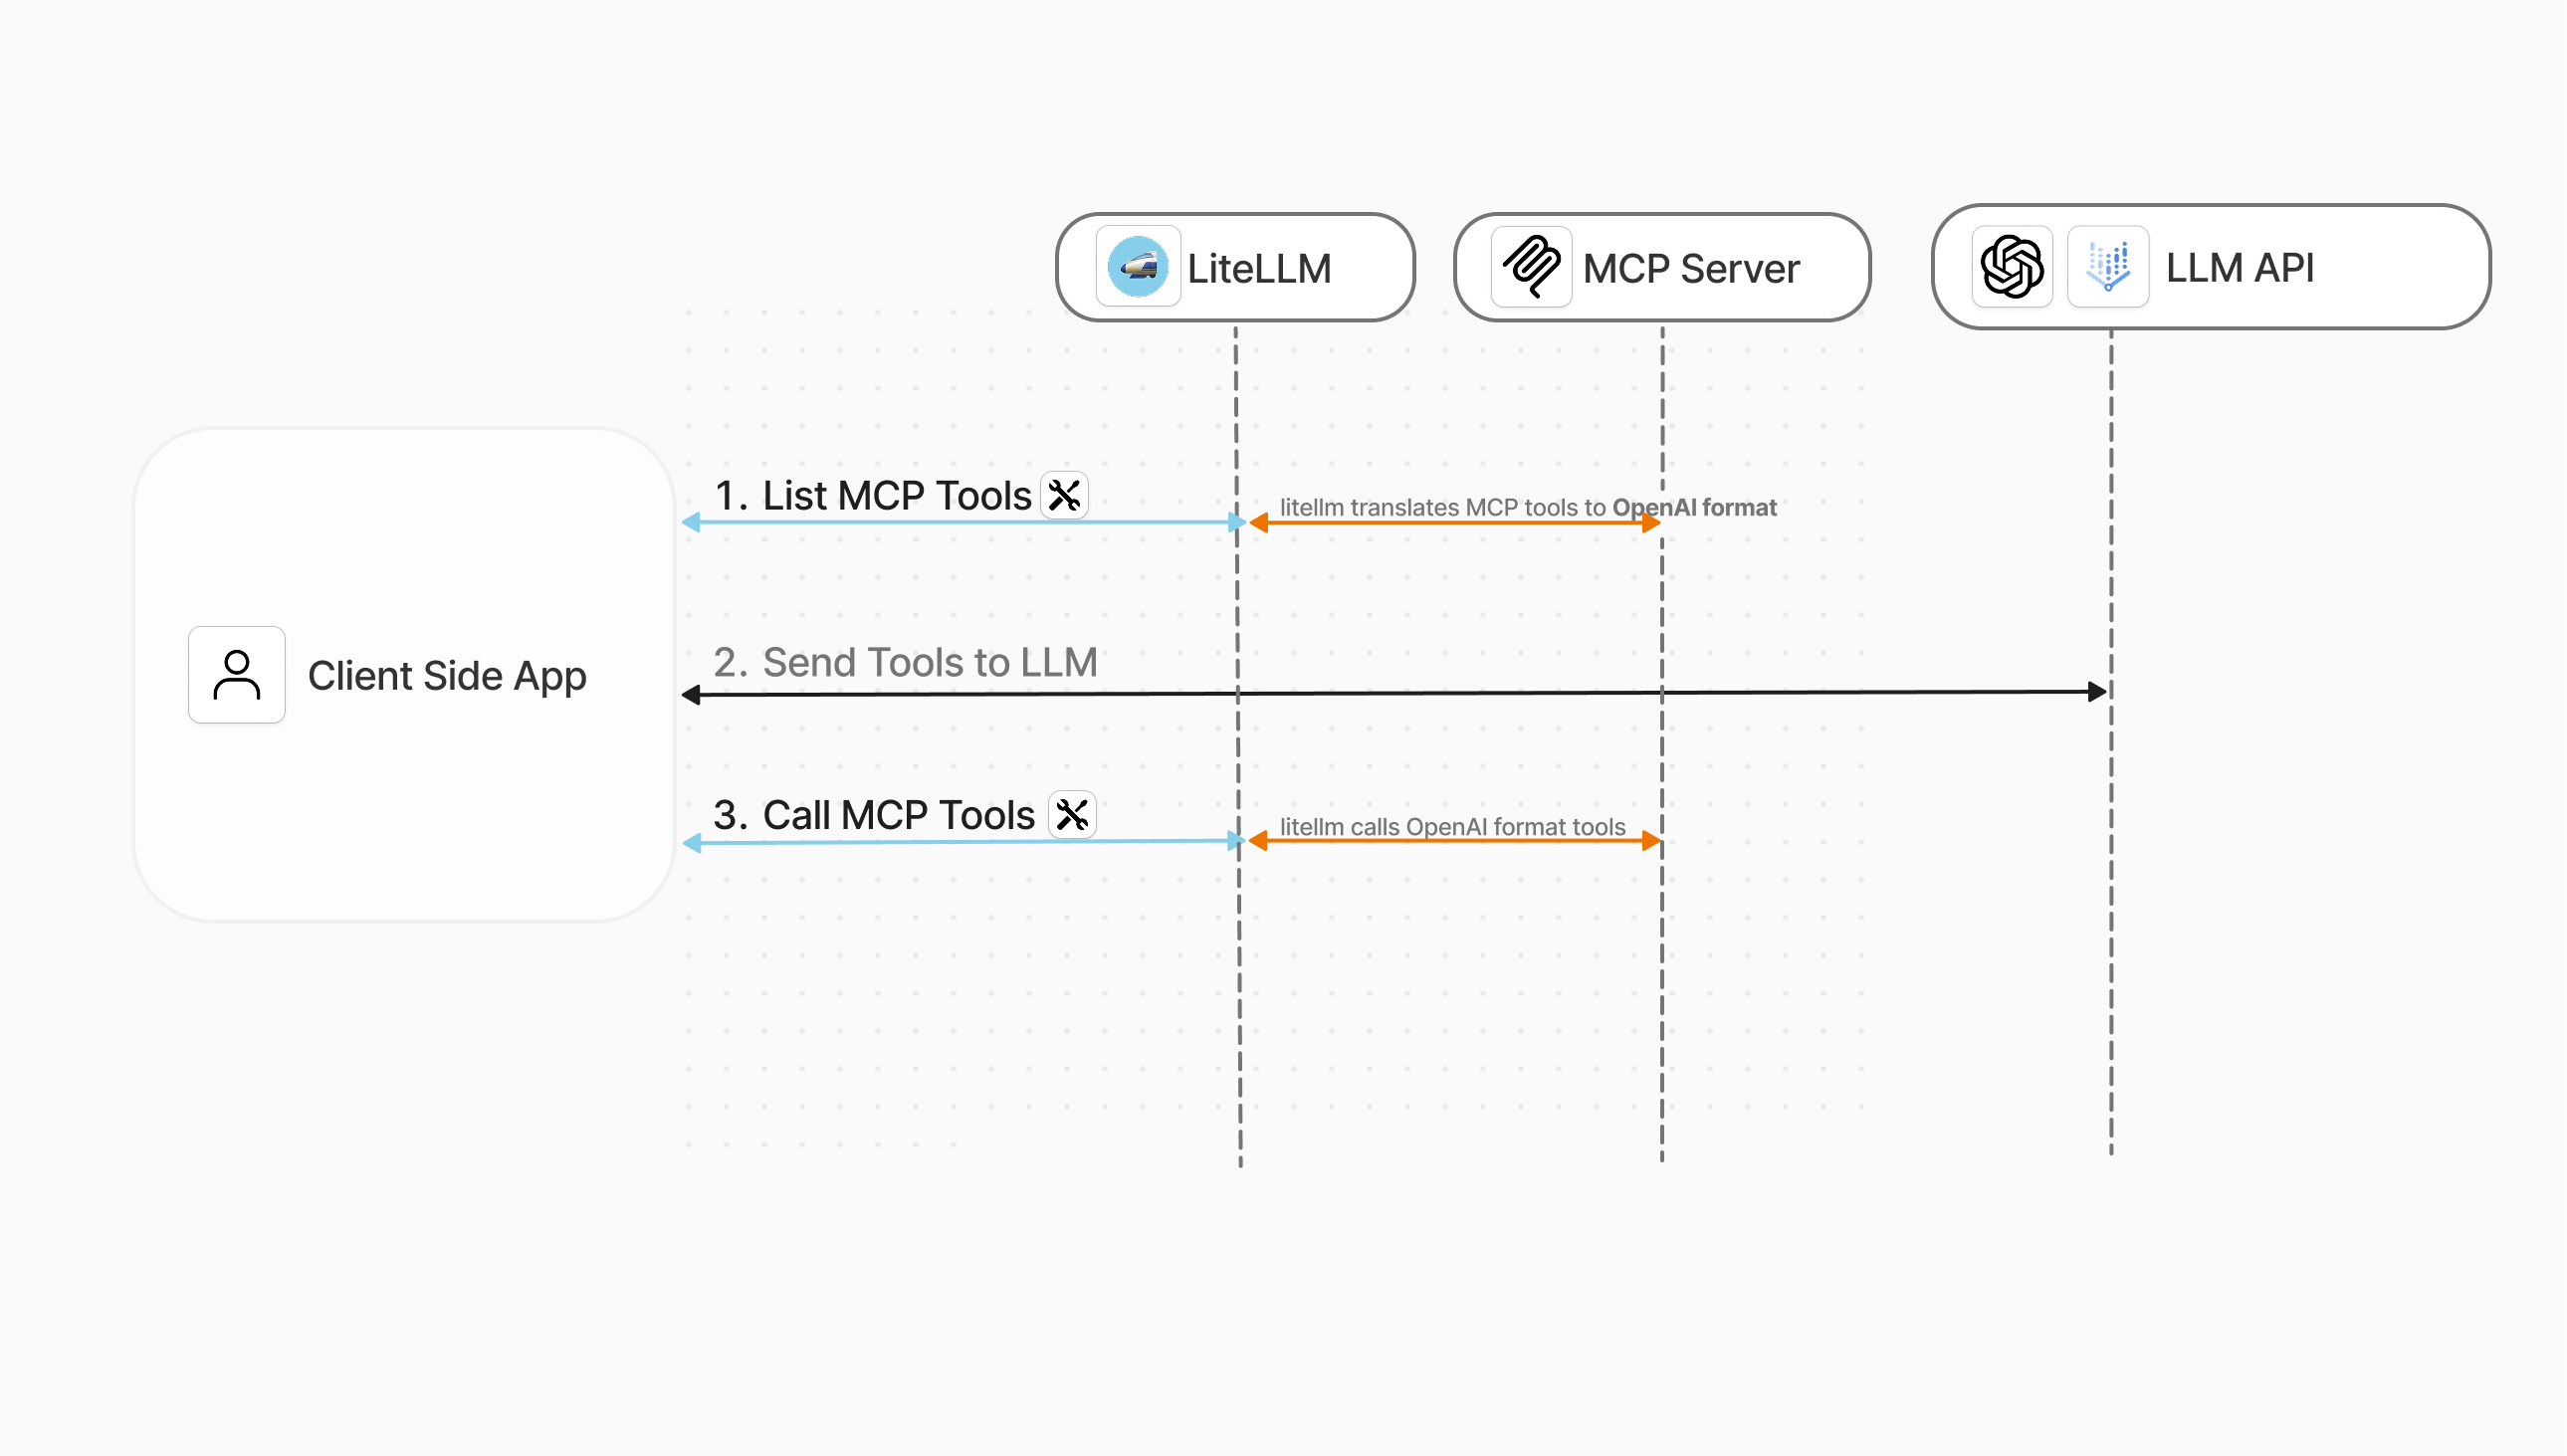 LiteLLM
MCP Server
LLM API
1. List MCP Tools
litellm translates MCP tools to OpenAI format
Client Side App
2. Send Tools to LLM
3. Call MCP Tools
litellm calls OpenAI format tools